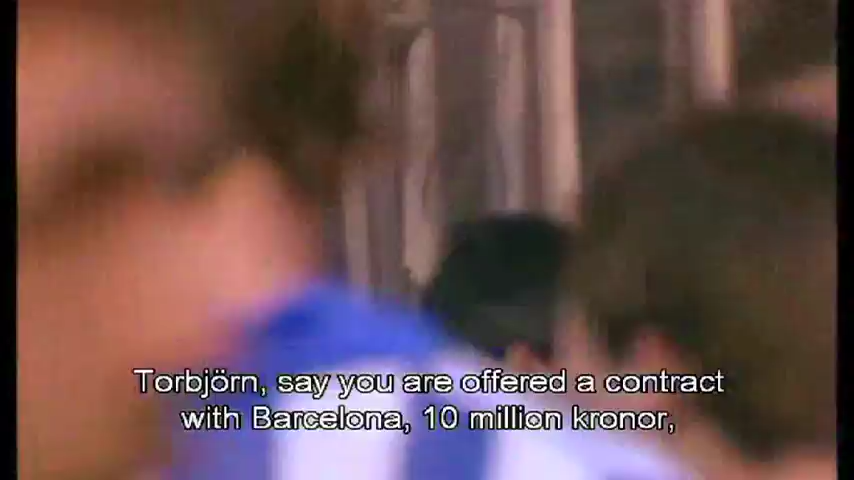 Torbjörn, say you are offered a contract
with Barcelona, 10 million kronor,